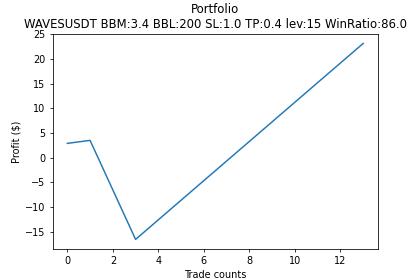 Portfolio
WAVESUSDT BBM:3.4 BBL:200 SL:1.0 TP:0.4 lev:15 WinRatio:86.0
25
20
15
10
5
0
−5
−10
−15
Profit ($)
0 2 4 6 8 10 12
Trade counts